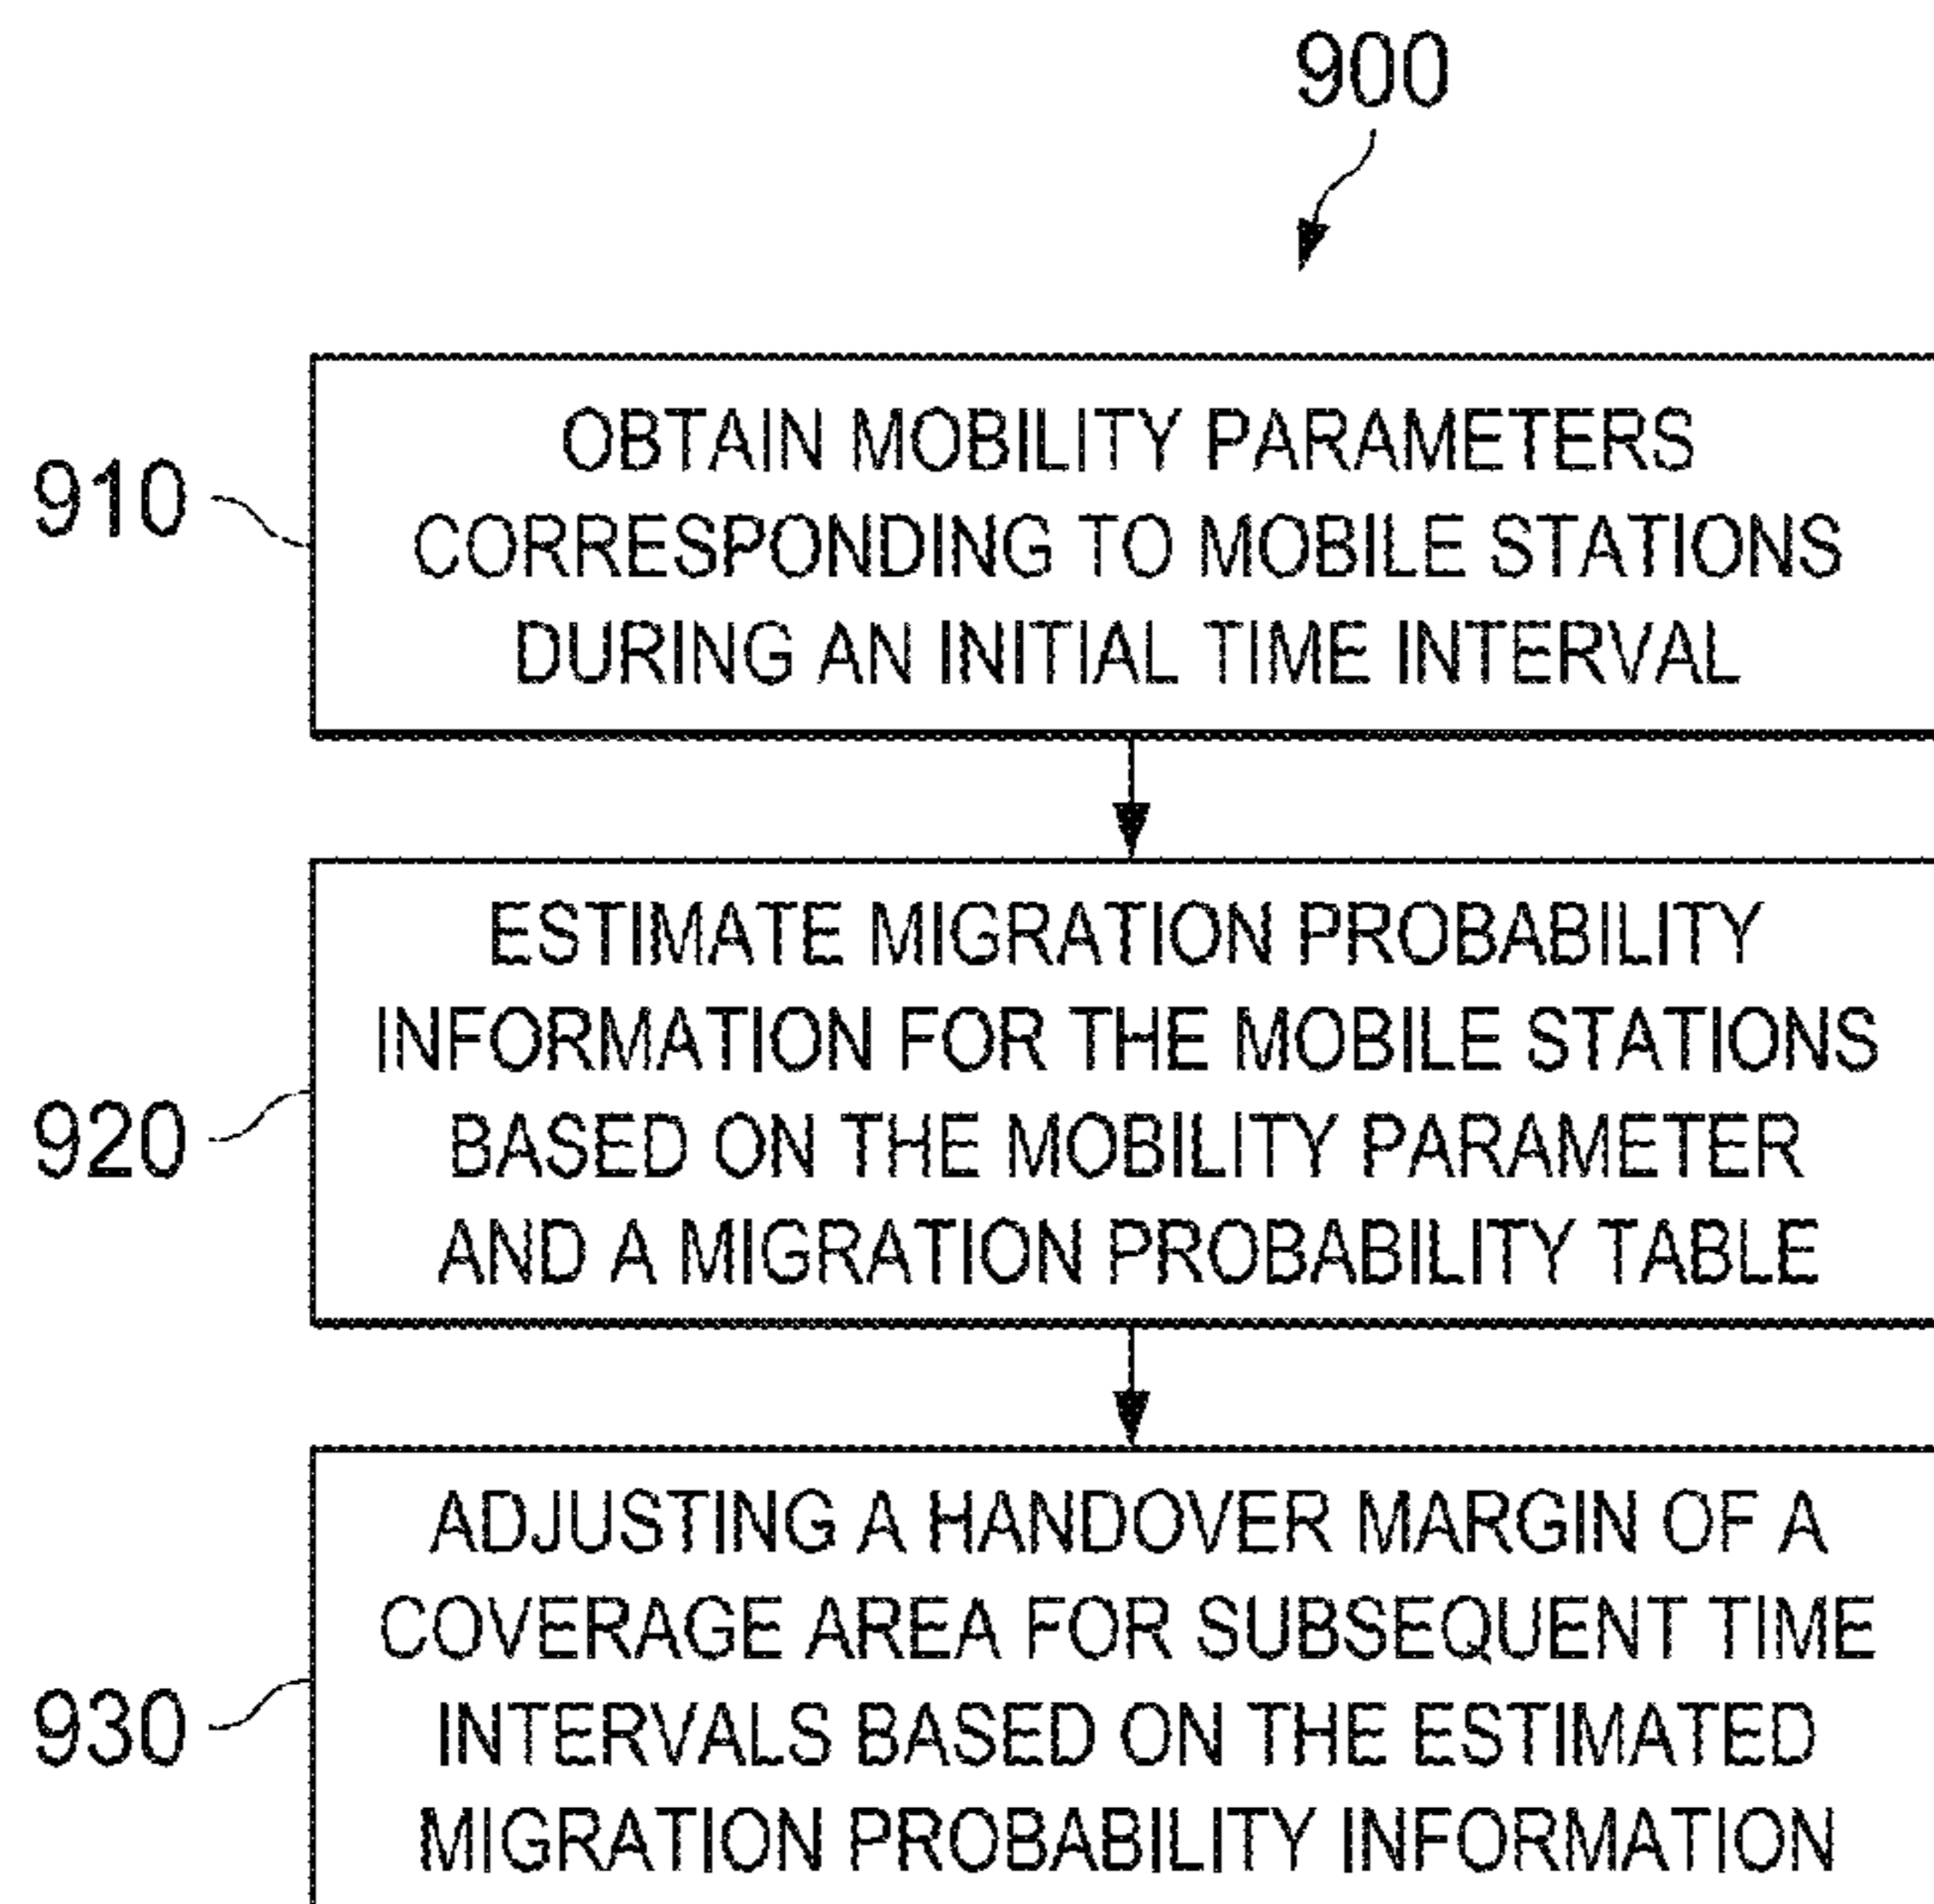 900
910
OBTAIN MOBILITY PARAMETERS
CORRESPONDING TO MOBILE STATIONS
DURING AN INITIAL TIME INTERVAL
920
ESTIMATE MIGRATION PROBABILITY
INFORMATION FOR THE MOBILE STATIONS
BASED ON THE MOBILITY PARAMETER
AND A MIGRATION PROBABILITY TABLE
930
ADJUSTING A HANDOVER MARGIN OF A
COVERAGE AREA FOR SUBSEQUENT TIME
INTERVALS BASED ON THE ESTIMATED
MIGRATION PROBABILITY INFORMATION